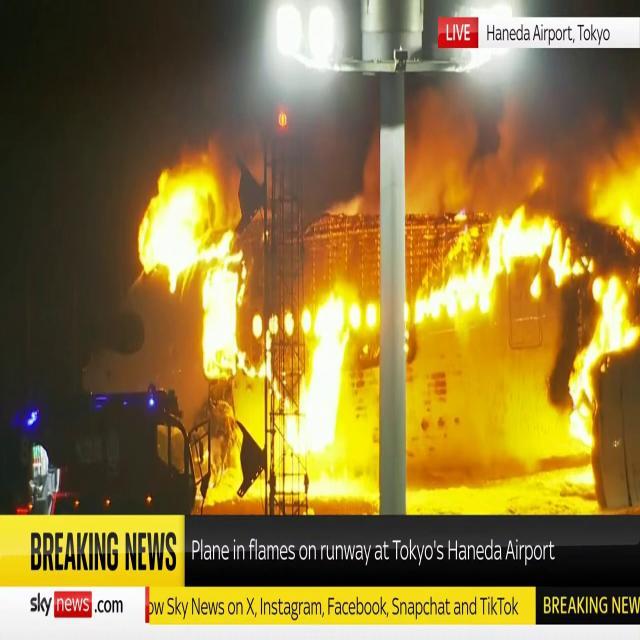 LIVE Haneda Airport, Tokyo
BREAKING NEWS Plane in flames on runway at Tokyo's Haneda Airport
sky news .com ow Sky News on X, Instagram, Facebook, Snapchat and TikTok BREAKING NEW